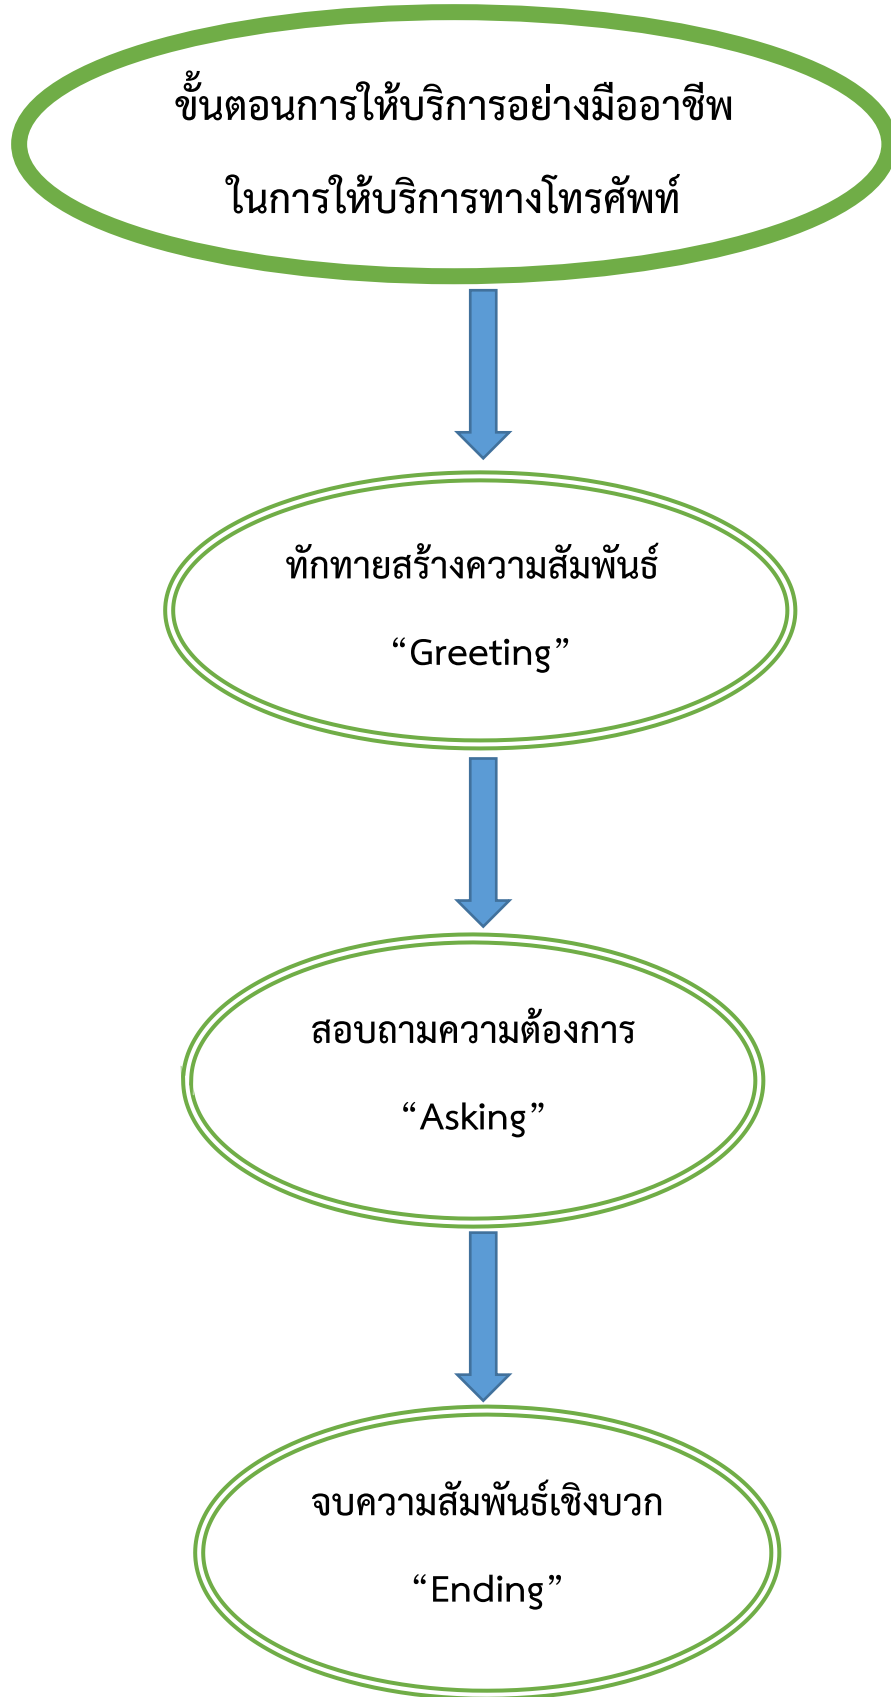 ขั้นตอนการให้บริการอย่างมืออาชีพ
ในการให้บริการทางโทรศัพท์
ทักทายสร้างความสัมพันธ์
“Greeting”
สอบถามความต้องการ
“Asking”
จบความสัมพันธ์เชิงบวก
“Ending”